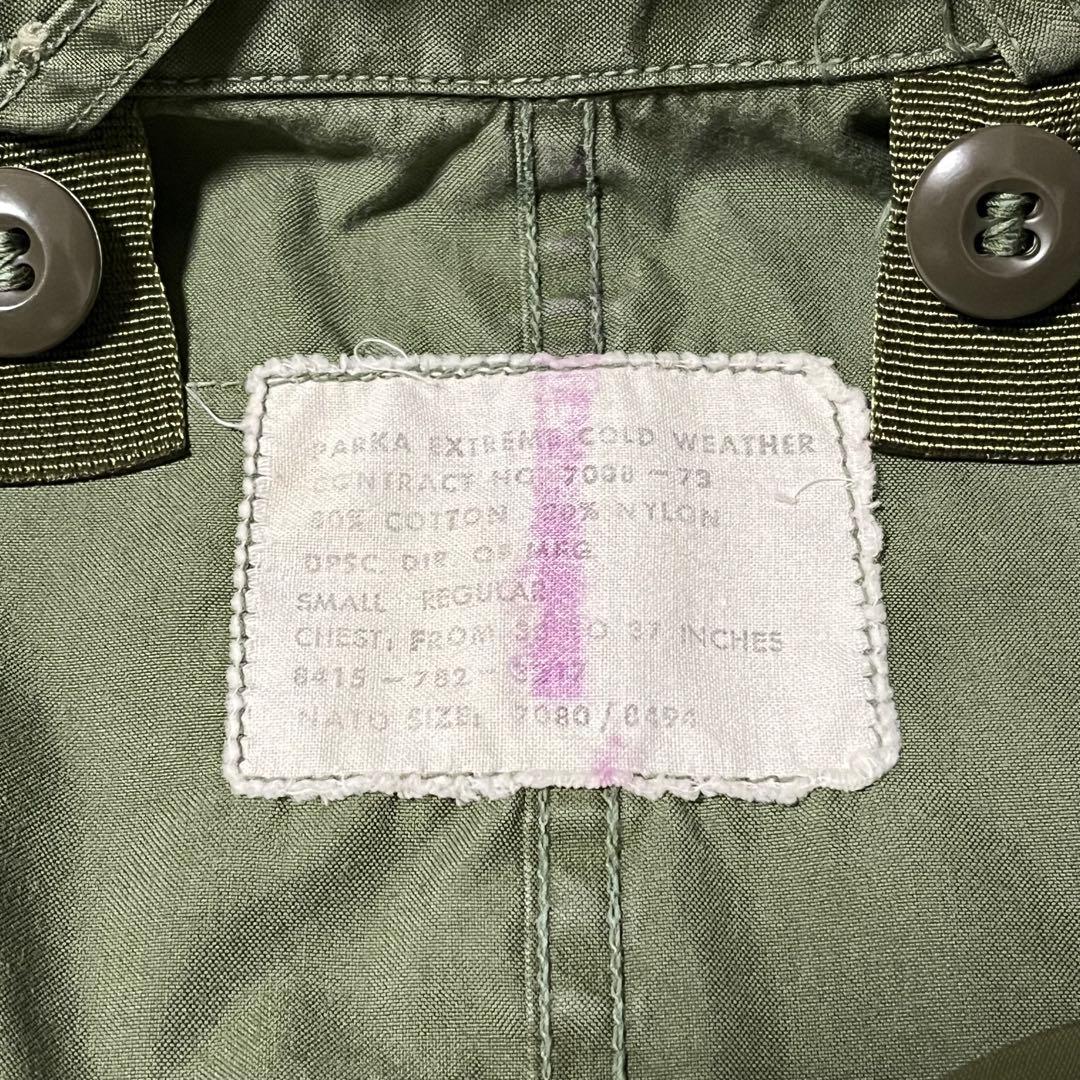 PARKA EXTREME COLD WEATHER
CONTRACT NO. 7000-73
80% COTTON 20% NYLON
DPSC. DIR OF MFG
SMALL REGULAR
CHEST, FROM TO 37 INCHES
8415-782-
NATO SIZE: 7080/8494